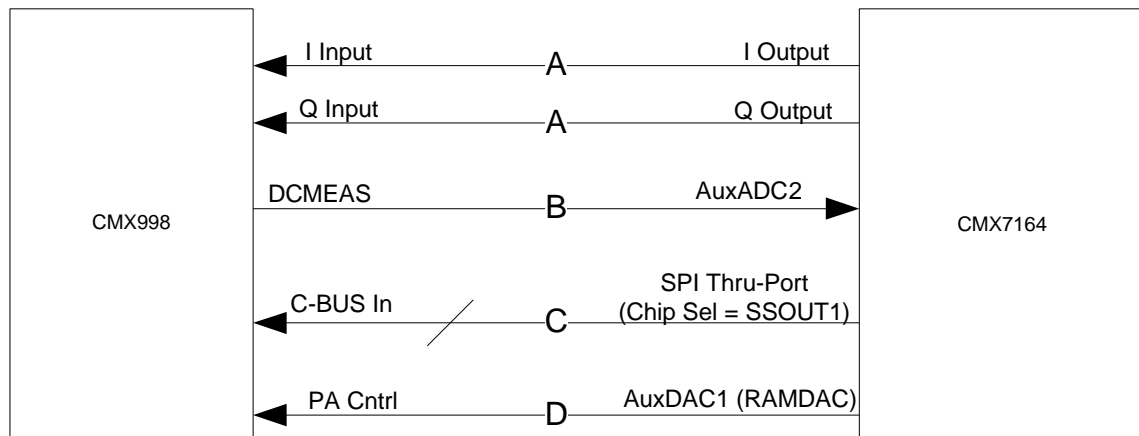 I Input A I Output
Q Input A Q Output
DCMEAS B AuxADC2
CMX998 CMX7164
SPI Thru-Port
C-BUS In C (Chip Sel = SSOUT1)
PA Cntrl D AuxDAC1 (RAMDAC)